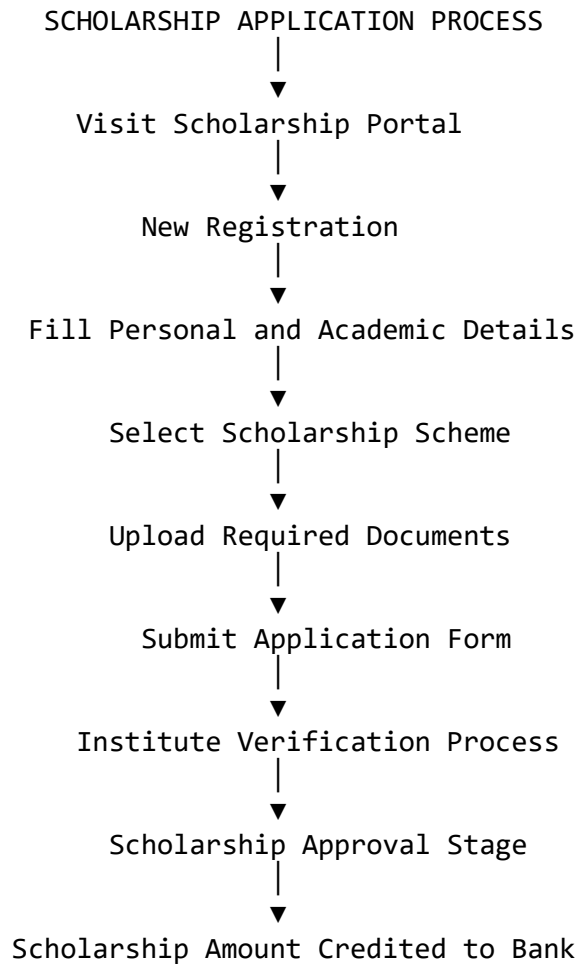 SCHOLARSHIP APPLICATION PROCESS
Visit Scholarship Portal
New Registration
Fill Personal and Academic Details
Select Scholarship Scheme
Upload Required Documents
Submit Application Form
Institute Verification Process
Scholarship Approval Stage
Scholarship Amount Credited to Bank